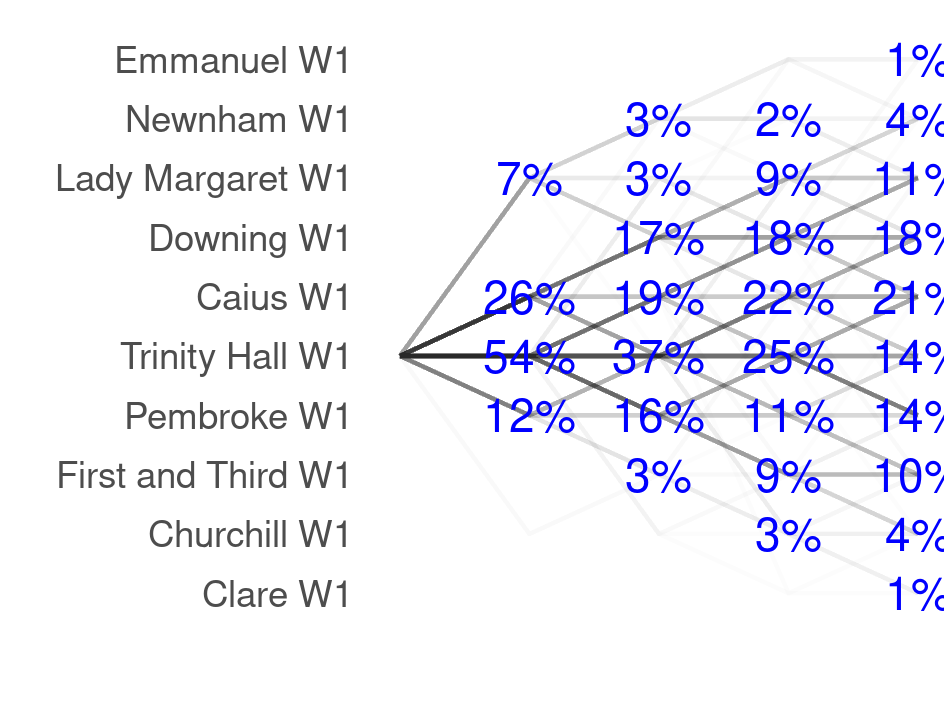 Emmanuel W1 1%
Newnham W1 3% 2% 4%
Lady Margaret W1 7% 3% 9% 11%
Downing W1 17% 18% 18%
Caius W1 26% 19% 22% 21%
Trinity Hall W1 54% 37% 25% 14%
Pembroke W1 12% 16% 11% 14%
First and Third W1 3% 9% 10%
Churchill W1 3% 4%
Clare W1 1%